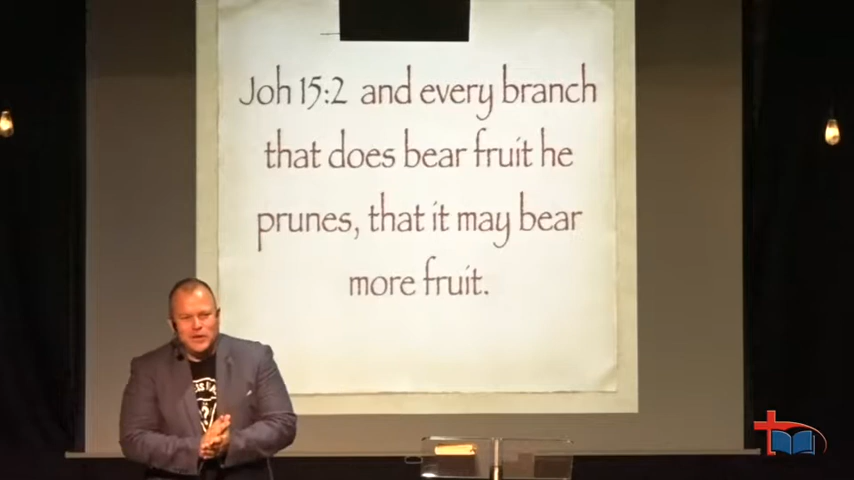 Joh 15:2 and every branch
that does bear fruit he
prunes, that it may bear
more fruit.